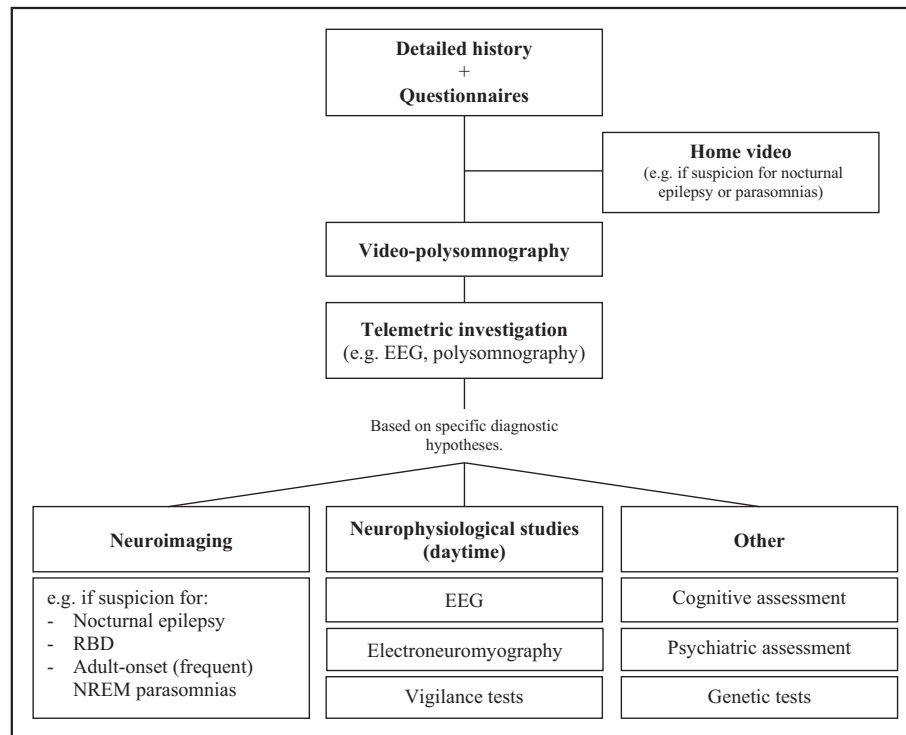 Detailed history
+
Questionnaires
Home video
(e.g. if suspicion for nocturnal
epilepsy or parasomnias)
Video-polysomnography
Telemetric investigation
(e.g. EEG, polysomnography)
Based on specific diagnostic
hypotheses.
Neuroimaging
e.g. if suspicion for:
- Nocturnal epilepsy
- RBD
- Adult-onset (frequent)
NREM parasomnias
Neurophysiological studies
(daytime)
EEG
Electroneuromyography
Vigilance tests
Other
Cognitive assessment
Psychiatric assessment
Genetic tests